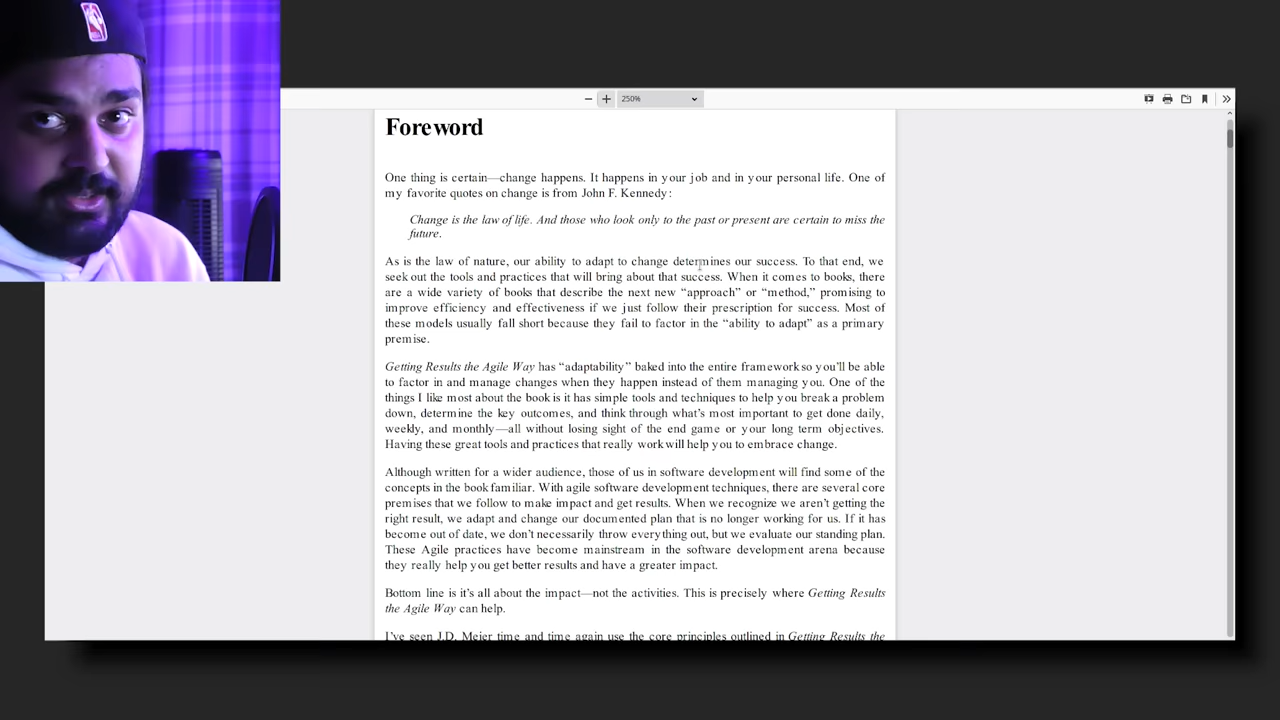 250%
Foreword
One thing is certain—change happens. It happens in your job and in your personal life. One of
my favorite quotes on change is from John F. Kennedy:
Change is the law of life. And those who look only to the past or present are certain to miss the
future.
As is the law of nature, our ability to adapt to change determines our success. To that end, we
seek out the tools and practices that will bring about that success. When it comes to books, there
are a wide variety of books that describe the next new “approach” or “method,” promising to
improve efficiency and effectiveness if we just follow their prescription for success. Most of
these models usually fall short because they fail to factor in the “ability to adapt” as a primary
premise.
Getting Results the Agile Way has “adaptability” baked into the entire framework so you’ll be able
to factor in and manage changes when they happen instead of them managing you. One of the
things I like most about the book is it has simple tools and techniques to help you break a problem
down, determine the key outcomes, and think through what’s most important to get done daily,
weekly, and monthly—all without losing sight of the end game or your long term objectives.
Having these great tools and practices that really work will help you to embrace change.
Although written for a wider audience, those of us in software development will find some of the
concepts in the book familiar. With agile software development techniques, there are several core
premises that we follow to make impact and get results. When we recognize we aren’t getting the
right result, we adapt and change our documented plan that is no longer working for us. If it has
become out of date, we don’t necessarily throw everything out, but we evaluate our standing plan.
These Agile practices have become mainstream in the software development arena because
they really help you get better results and have a greater impact.
Bottom line is it’s all about the impact—not the activities. This is precisely where Getting Results
the Agile Way can help.
I’ve seen J.D. Meier time and time again use the core principles outlined in Getting Results the